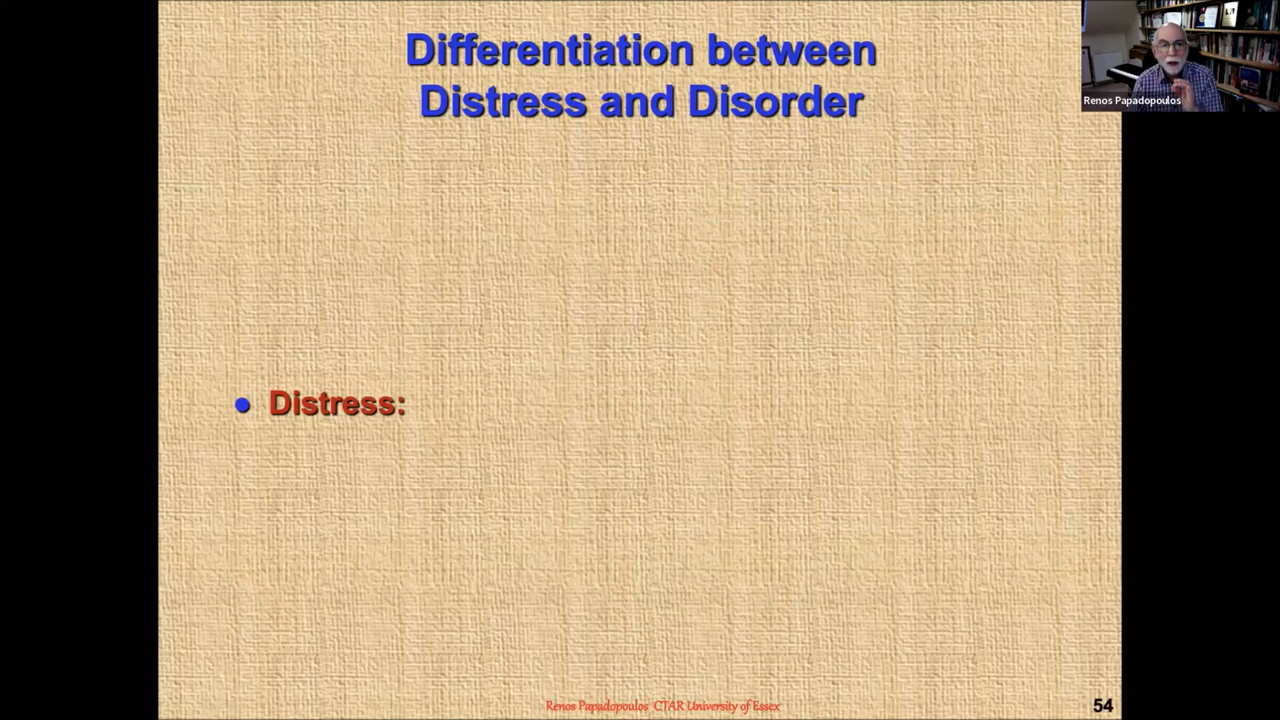 Differentiation between
Distress and Disorder
Renos Papadopoulos
● Distress:
Renos Papadopoulos CTAR University of Essex
54